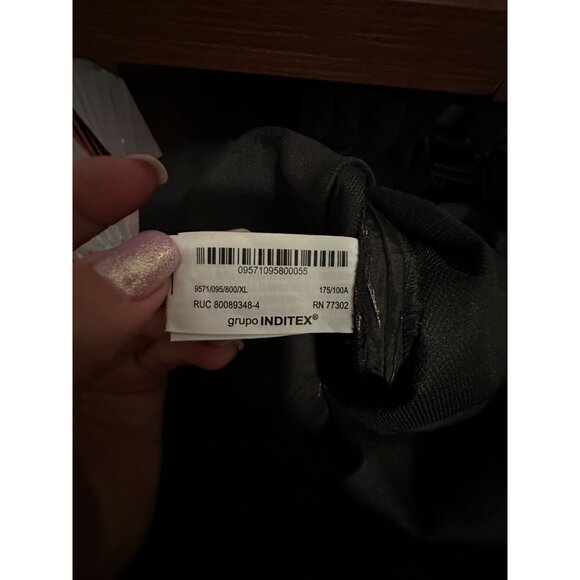 09571095800055
9571/095/800/XL 175/100A
RUC 80089348-4 RN 77302
grupo INDITEX®